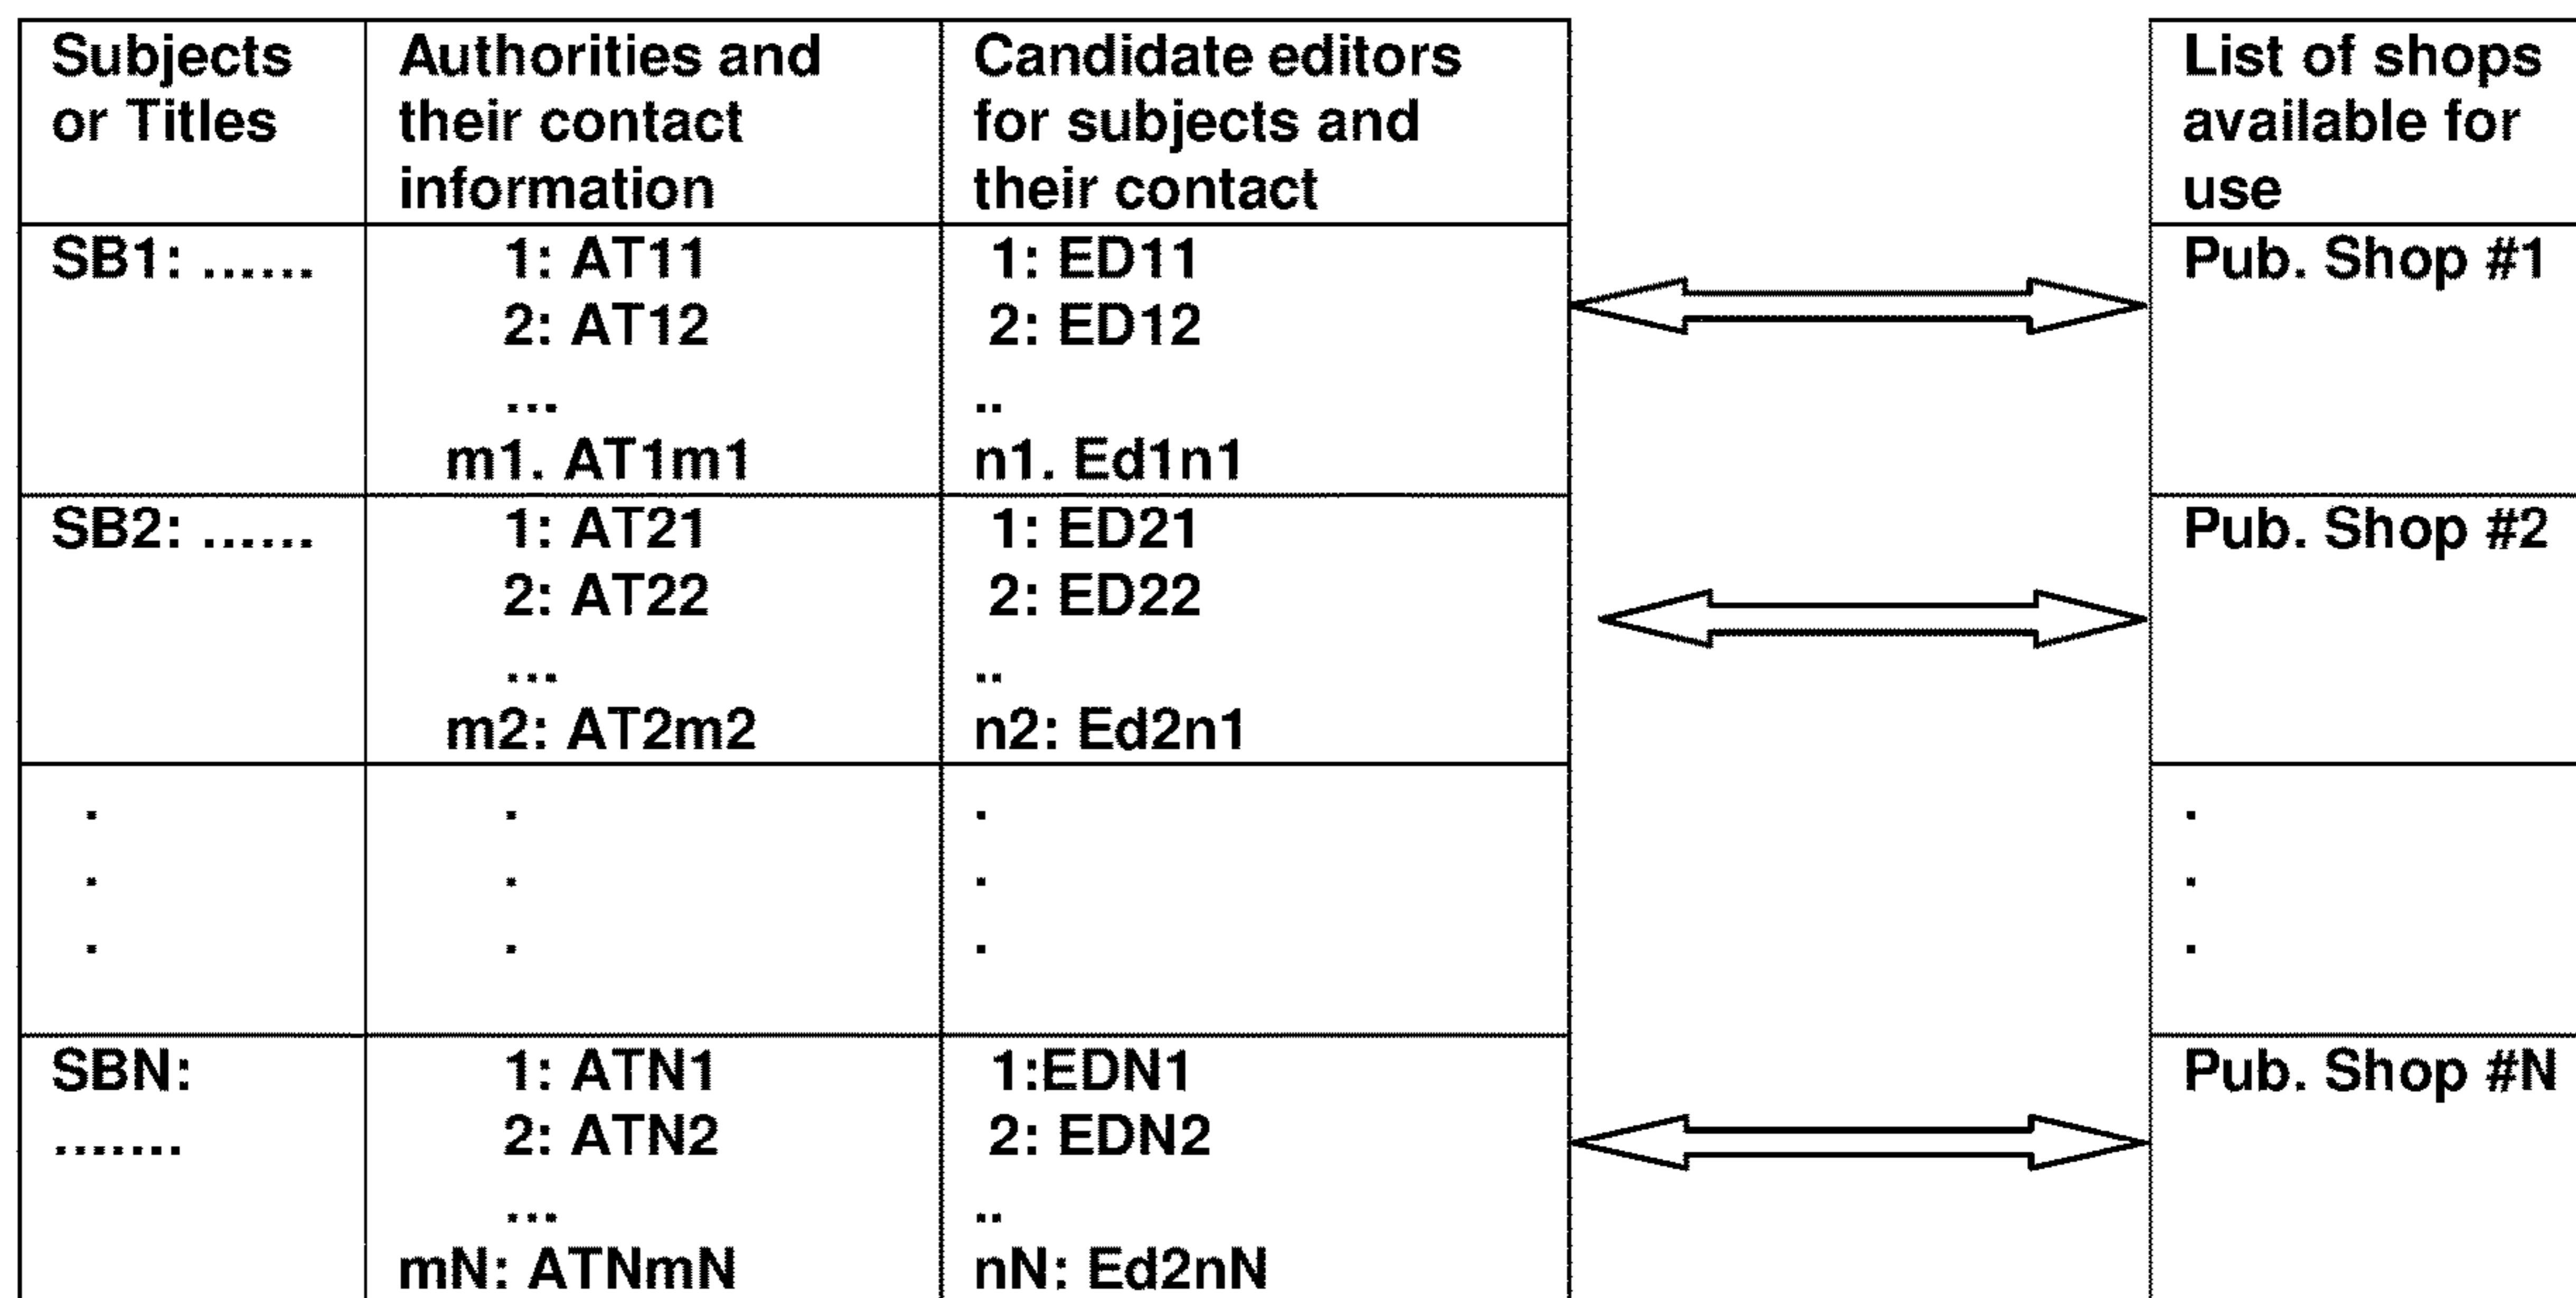 Subjects
or Titles
Authorities and
their contact
information
Candidate editors
for subjects and
their contact
List of shops
available for
use
SB1: ......
1: AT11
2: AT12
...
m1. AT1m1
1: ED11
2: ED12
..
n1. Ed1n1
Pub. Shop #1
SB2: ......
1: AT21
2: AT22
...
m2: AT2m2
1: ED21
2: ED22
..
n2: Ed2n1
Pub. Shop #2
.
.
.
.
.
.
.
.
.
.
.
.
SBN:
.......
1: ATN1
2: ATN2
...
mN: ATNmN
1:EDN1
2: EDN2
..
nN: Ed2nN
Pub. Shop #N